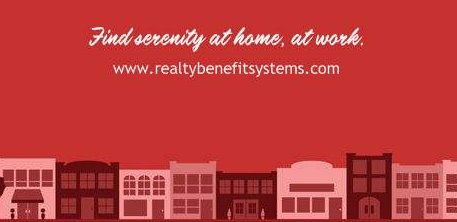 Find serenity at home, at work.
www.realtybenefitsystems.com